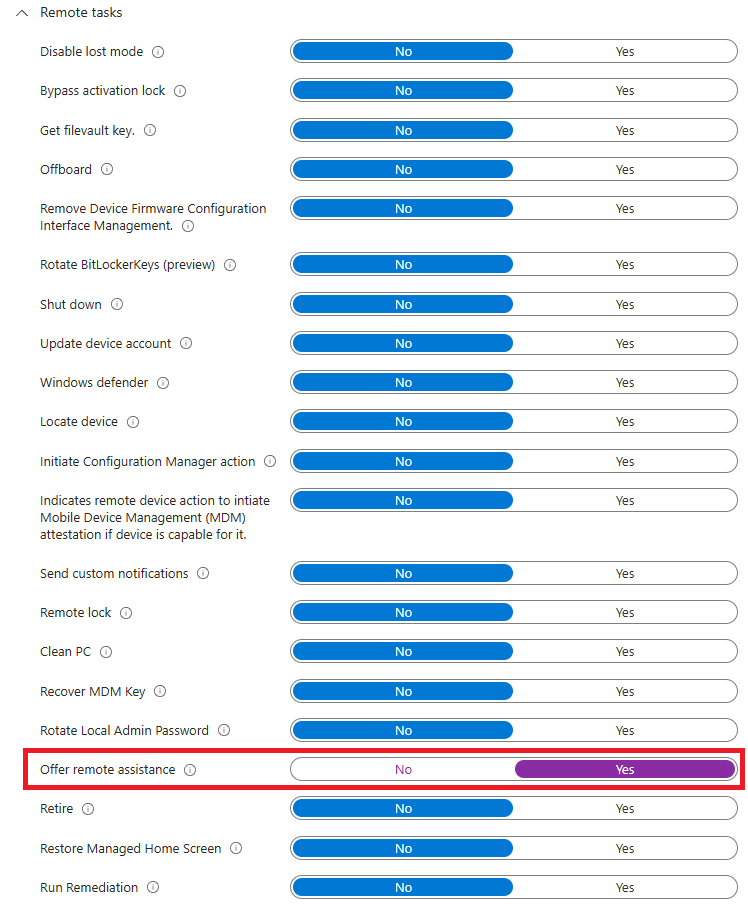 Remote tasks
Disable lost mode No Yes
Bypass activation lock No Yes
Get filevault key. No Yes
Offboard No Yes
Remove Device Firmware Configuration No Yes
Interface Management.
Rotate BitLockerKeys (preview) No Yes
Shut down No Yes
Update device account No Yes
Windows defender No Yes
Locate device No Yes
Initiate Configuration Manager action No Yes
Indicates remote device action to intiate No Yes
Mobile Device Management (MDM)
attestation if device is capable for it.
Send custom notifications No Yes
Remote lock No Yes
Clean PC No Yes
Recover MDM Key No Yes
Rotate Local Admin Password No Yes
Offer remote assistance No Yes
Retire No Yes
Restore Managed Home Screen No Yes
Run Remediation No Yes